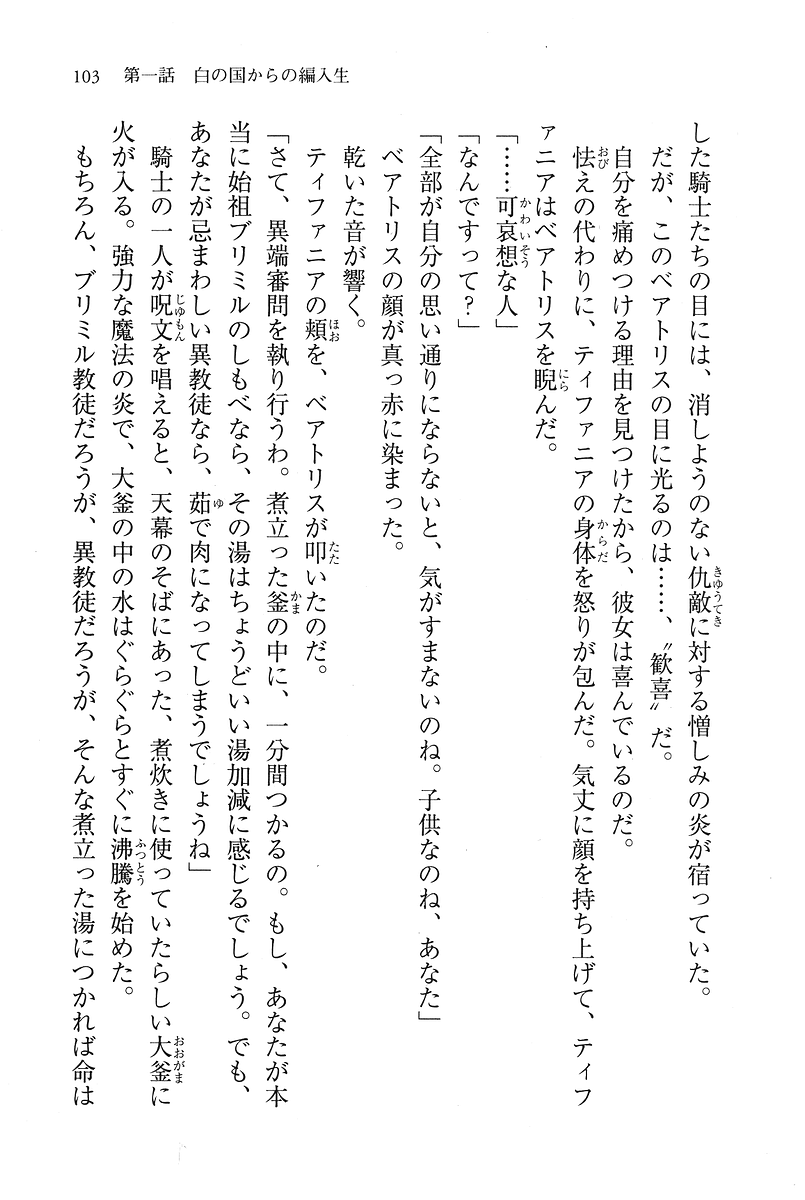 103　第一話　白の国からの編入生
した騎士たちの目には、消しようのない仇敵に対する憎しみの炎が宿っていた。
だが、このベアトリスの目に光るのは……、〝歓喜〟だ。
自分を痛めつける理由を見つけたから、彼女は喜んでいるのだ。
怯えの代わりに、ティファニアの身体を怒りが包んだ。気丈に顔を持ち上げて、ティフ
ァニアはベアトリスを睨んだ。
「……可哀想な人」
「なんですって？」
「全部が自分の思い通りにならないと、気がすまないのね。子供なのね、あなた」
ベアトリスの顔が真っ赤に染まった。
乾いた音が響く。
ティファニアの頬を、ベアトリスが叩いたのだ。
「さて、異端審問を執り行うわ。煮立った釜の中に、一分間つかるの。もし、あなたが本
当に始祖ブリミルのしもべなら、その湯はちょうどいい湯加減に感じるでしょう。でも、
あなたが忌まわしい異教徒なら、茹で肉になってしまうでしょうね」
騎士の一人が呪文を唱えると、天幕のそばにあった、煮炊きに使っていたらしい大釜に
火が入る。強力な魔法の炎で、大釜の中の水はぐらぐらとすぐに沸騰を始めた。
もちろん、ブリミル教徒だろうが、異教徒だろうが、そんな煮立った湯につかれば命は